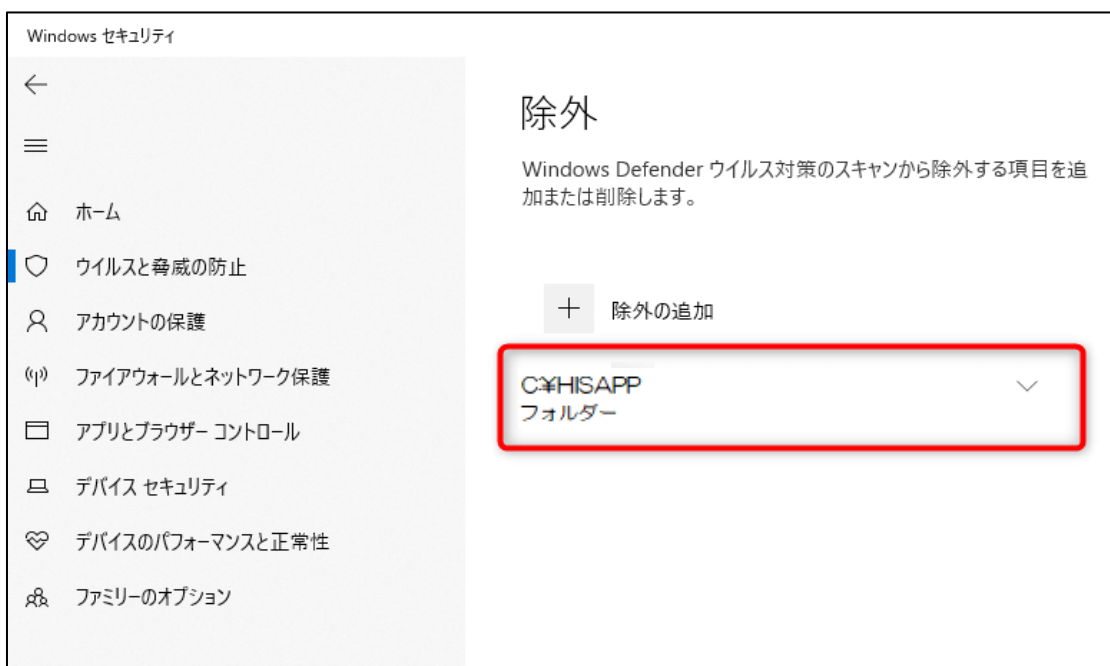 Windows セキュリティ
ホーム
ウイルスと脅威の防止
アカウントの保護
ファイアウォールとネットワーク保護
アプリとブラウザー コントロール
デバイス セキュリティ
デバイスのパフォーマンスと正常性
ファミリーのオプション
除外
Windows Defender ウイルス対策のスキャンから除外する項目を追
加または削除します。
除外の追加
C¥HISAPP
フォルダー